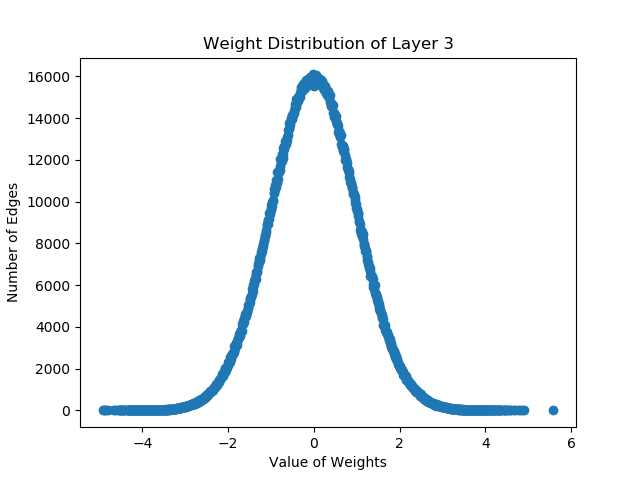 Weight Distribution of Layer 3
Number of Edges
16000
14000
12000
10000
8000
6000
4000
2000
0
−4 −2 0 2 4 6
Value of Weights